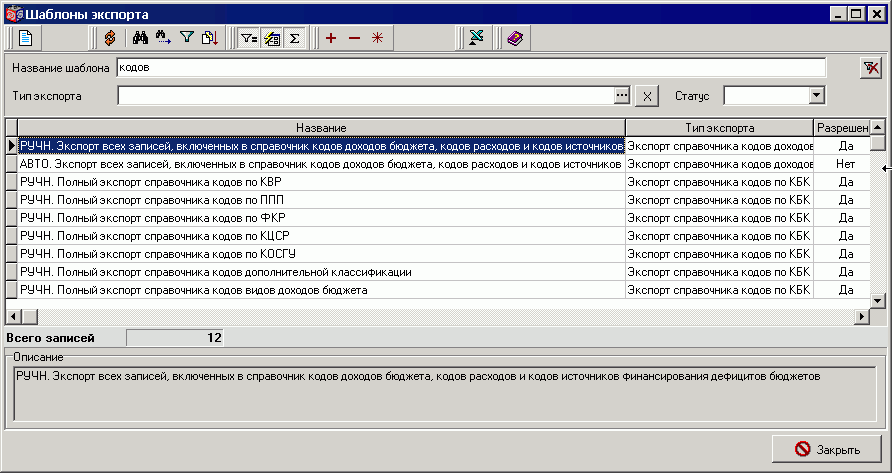 Шаблоны экспорта
Название шаблона кодов
Тип экспорта ... X Статус
Название Тип экспорта Разрешен
РУЧН. Экспорт всех записей, включенных в справочник кодов доходов бюджета, кодов расходов и кодов источников Экспорт справочника кодов доходов Да
АВТО. Экспорт всех записей, включенных в справочник кодов доходов бюджета, кодов расходов и кодов источников Экспорт справочника кодов доходов Нет
РУЧН. Полный экспорт справочника кодов по КВР Экспорт справочника кодов по КБК Да
РУЧН. Полный экспорт справочника кодов по ППП Экспорт справочника кодов по КБК Да
РУЧН. Полный экспорт справочника кодов по ФКР Экспорт справочника кодов по КБК Да
РУЧН. Полный экспорт справочника кодов по КЦСР Экспорт справочника кодов по КБК Да
РУЧН. Полный экспорт справочника кодов по КОСГУ Экспорт справочника кодов по КБК Да
РУЧН. Полный экспорт справочника кодов дополнительной классификации Экспорт справочника кодов по КБК Да
РУЧН. Полный экспорт справочника кодов видов доходов бюджета Экспорт справочника кодов по КБК Да
Всего записей 12
Описание
РУЧН. Экспорт всех записей, включенных в справочник кодов доходов бюджета, кодов расходов и кодов источников финансирования дефицитов бюджетов
Закрыть